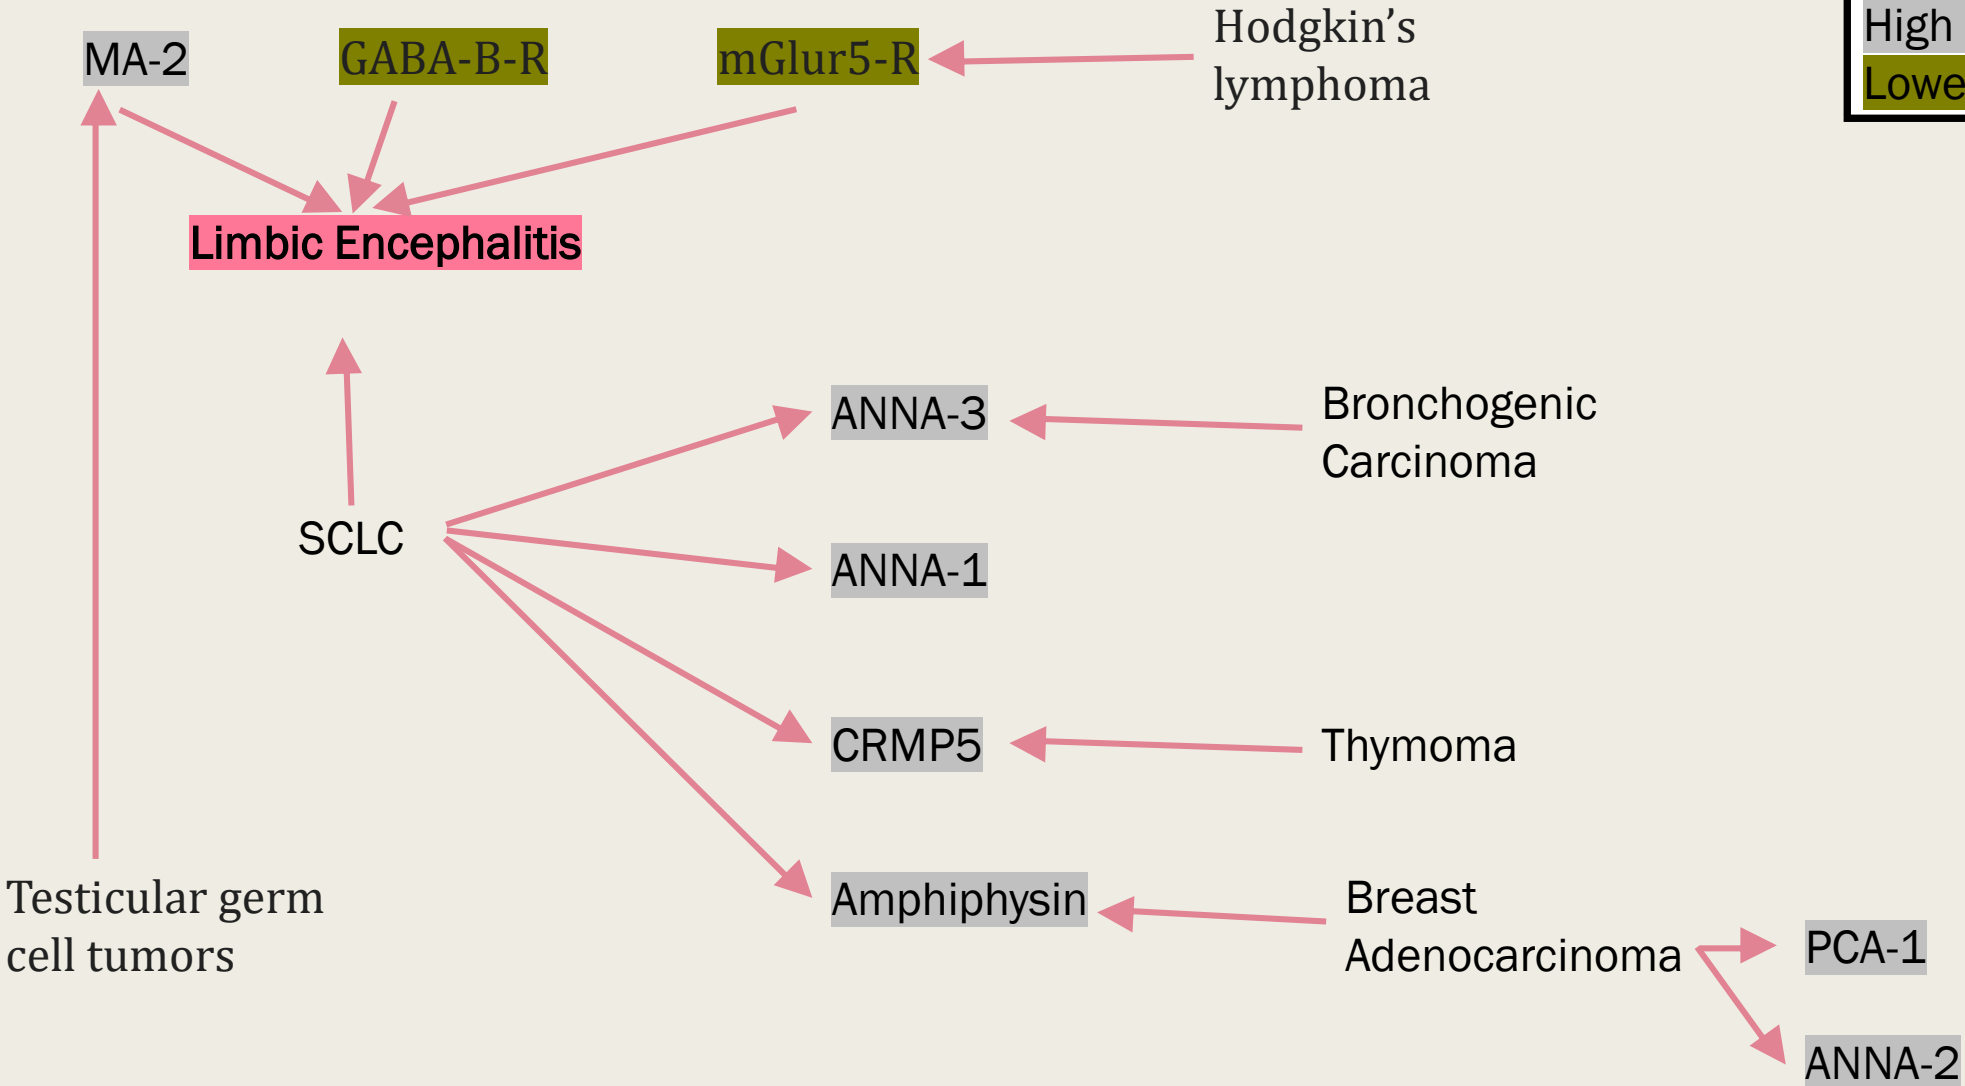 MA-2
GABA-B-R
mGlur5-R
Hodgkin’s
lymphoma
High
Limbic Encephalitis
ANNA-3
Bronchogenic
Carcinoma
SCLC
ANNA-1
CRMP5
Thymoma
Testicular germ
cell tumors
Amphiphysin
Breast
Adenocarcinoma
PCA-1
ANNA-2